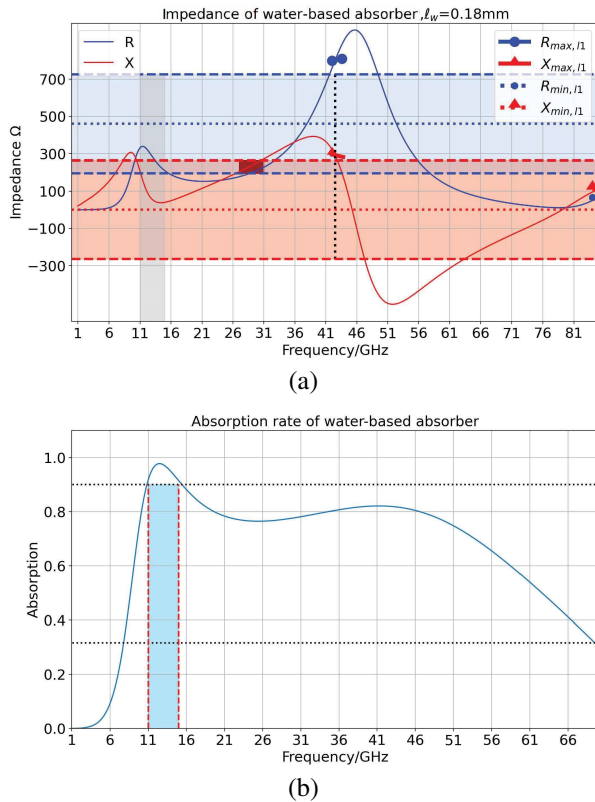 Impedance of water-based absorber,ℓw=0.18mm
R
X
Rmax,l1
Xmax,l1
Rmin,l1
Xmin,l1
Impedance Ω
700
500
300
100
−100
−300
1 6 11 16 21 26 31 36 41 46 51 56 61 66 71 76 81
Frequency/GHz
(a)
Absorption rate of water-based absorber
Absorption
1.0
0.8
0.6
0.4
0.2
0.0
1 6 11 16 21 26 31 36 41 46 51 56 61 66
Frequency/GHz
(b)